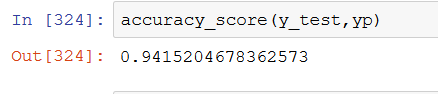 In [324]: accuracy_score(y_test,yp)
Out[324]: 0.9415204678362573